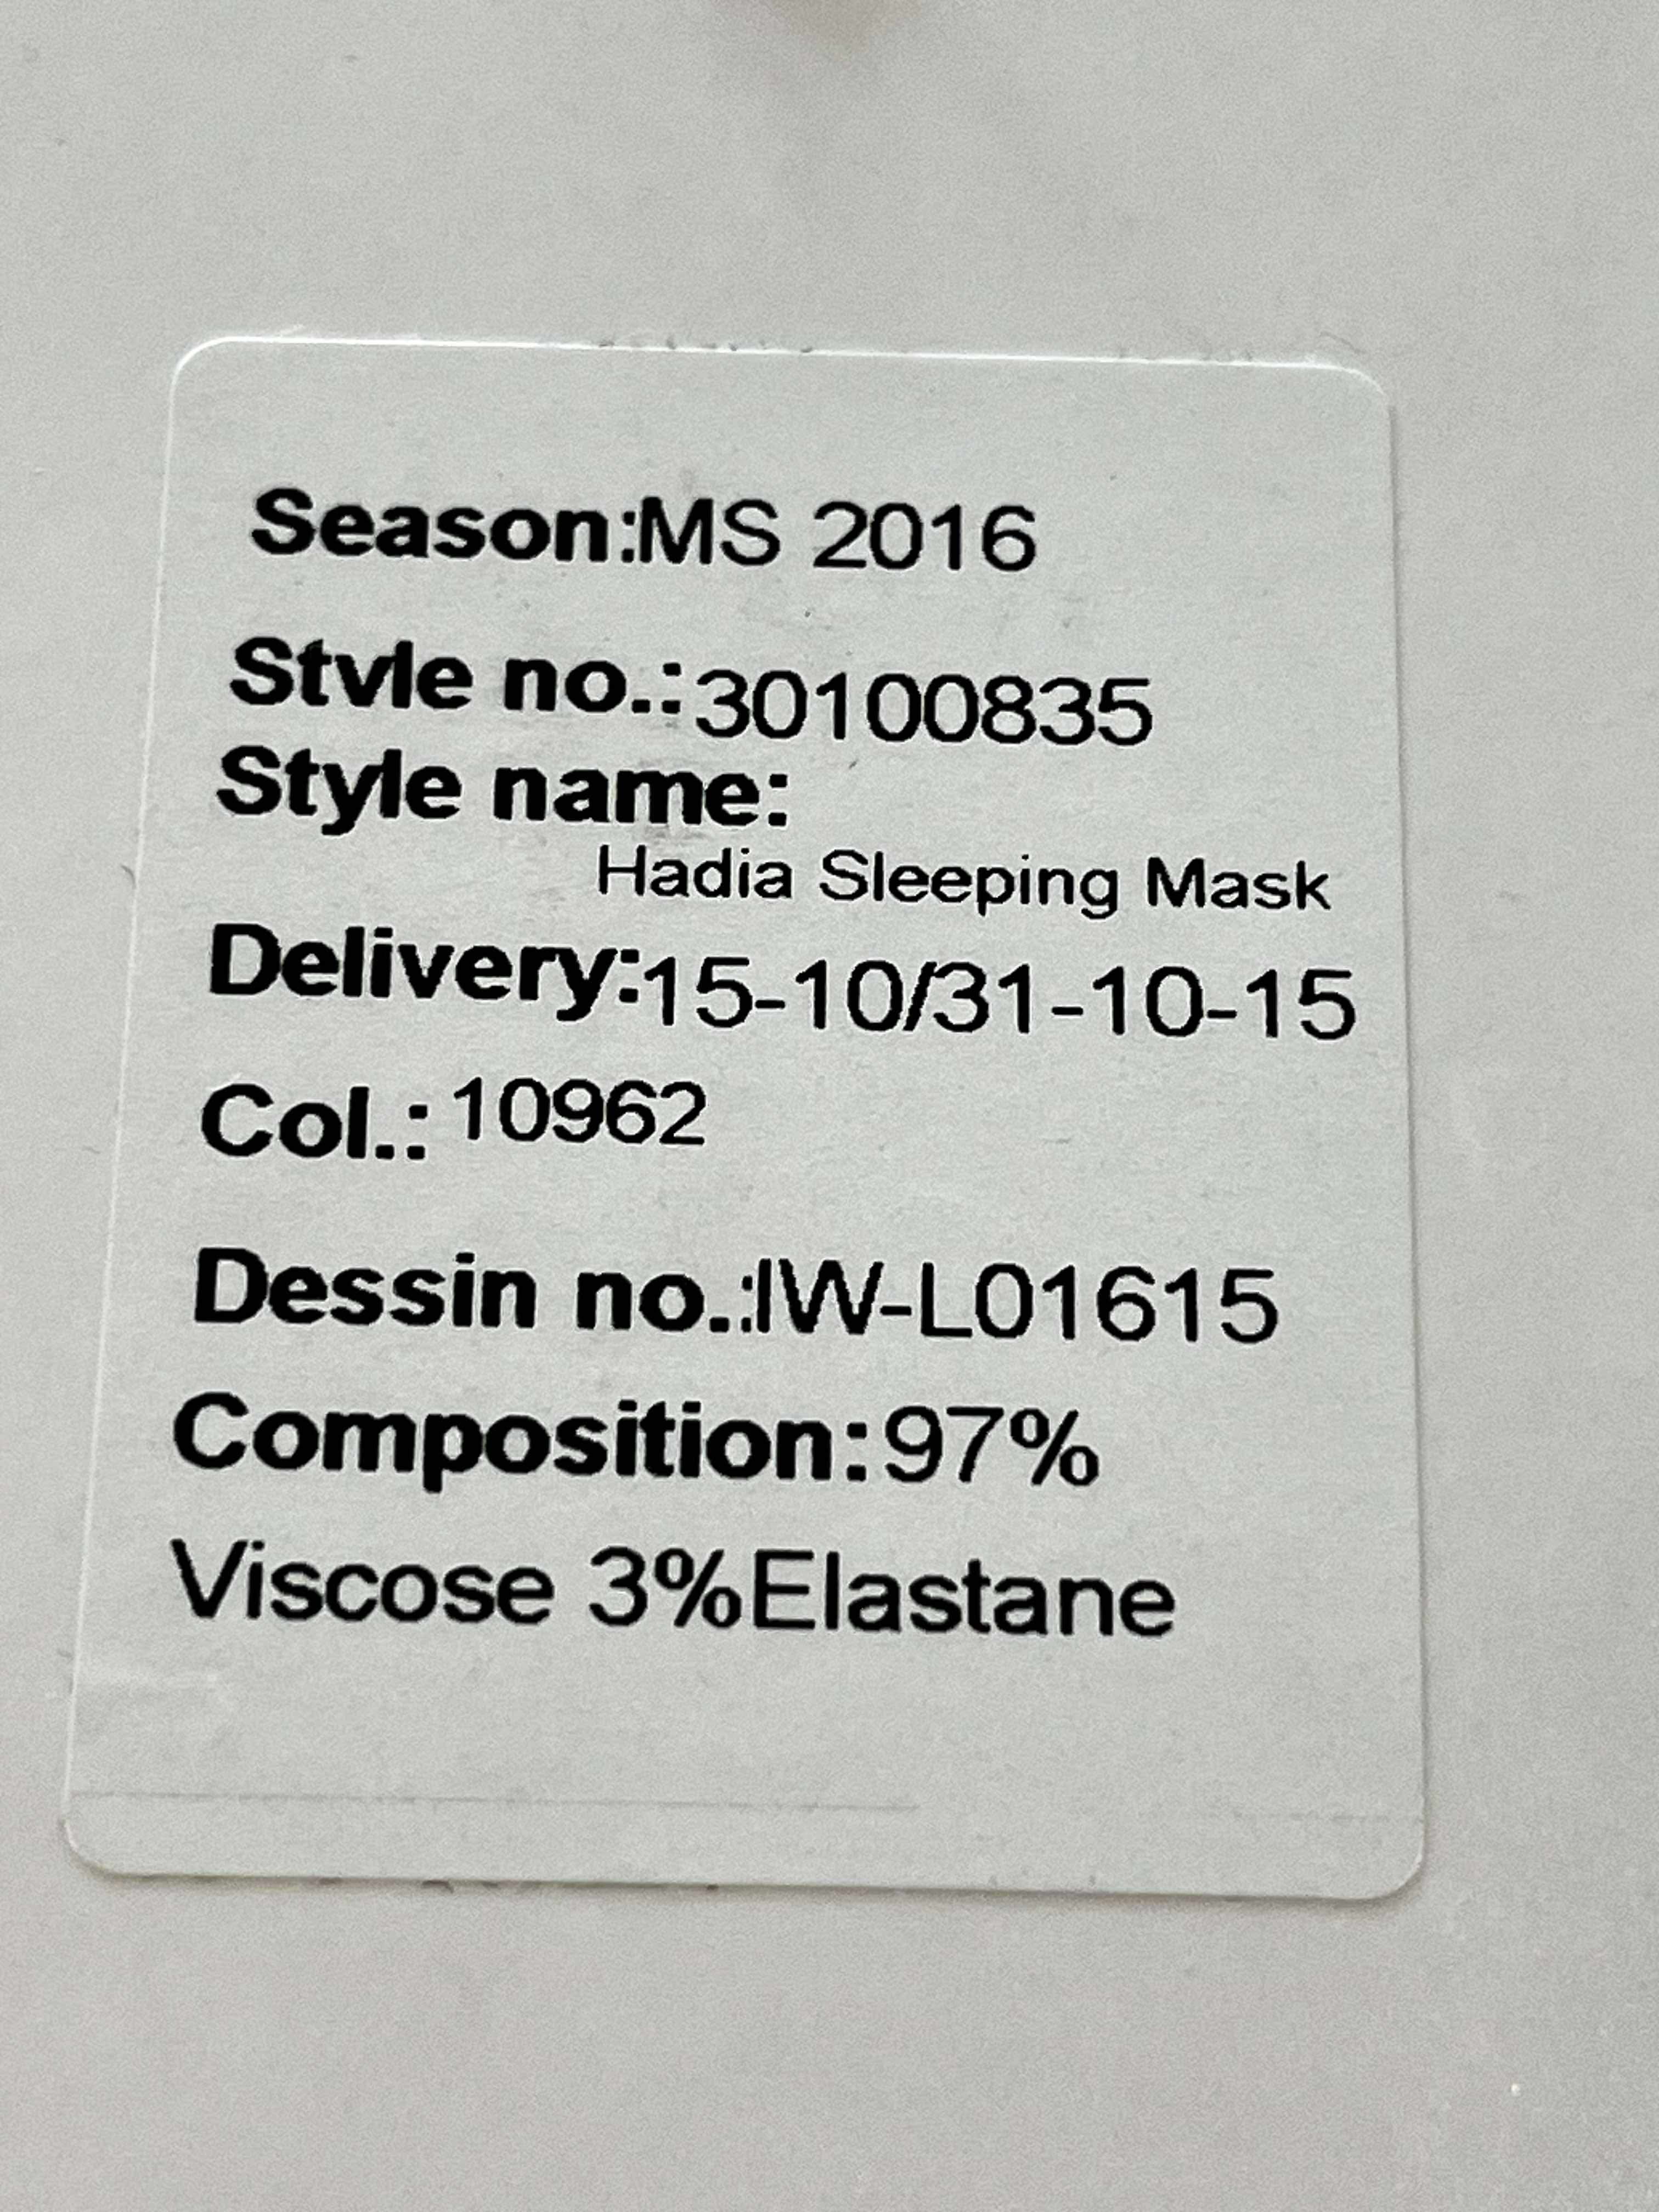 Season:MS 2016
Style no.:30100835
Style name:
Hadia Sleeping Mask
Delivery:15-10/31-10-15
Col.: 10962
Dessin no.:IW-L01615
Composition:97%
Viscose 3%Elastane